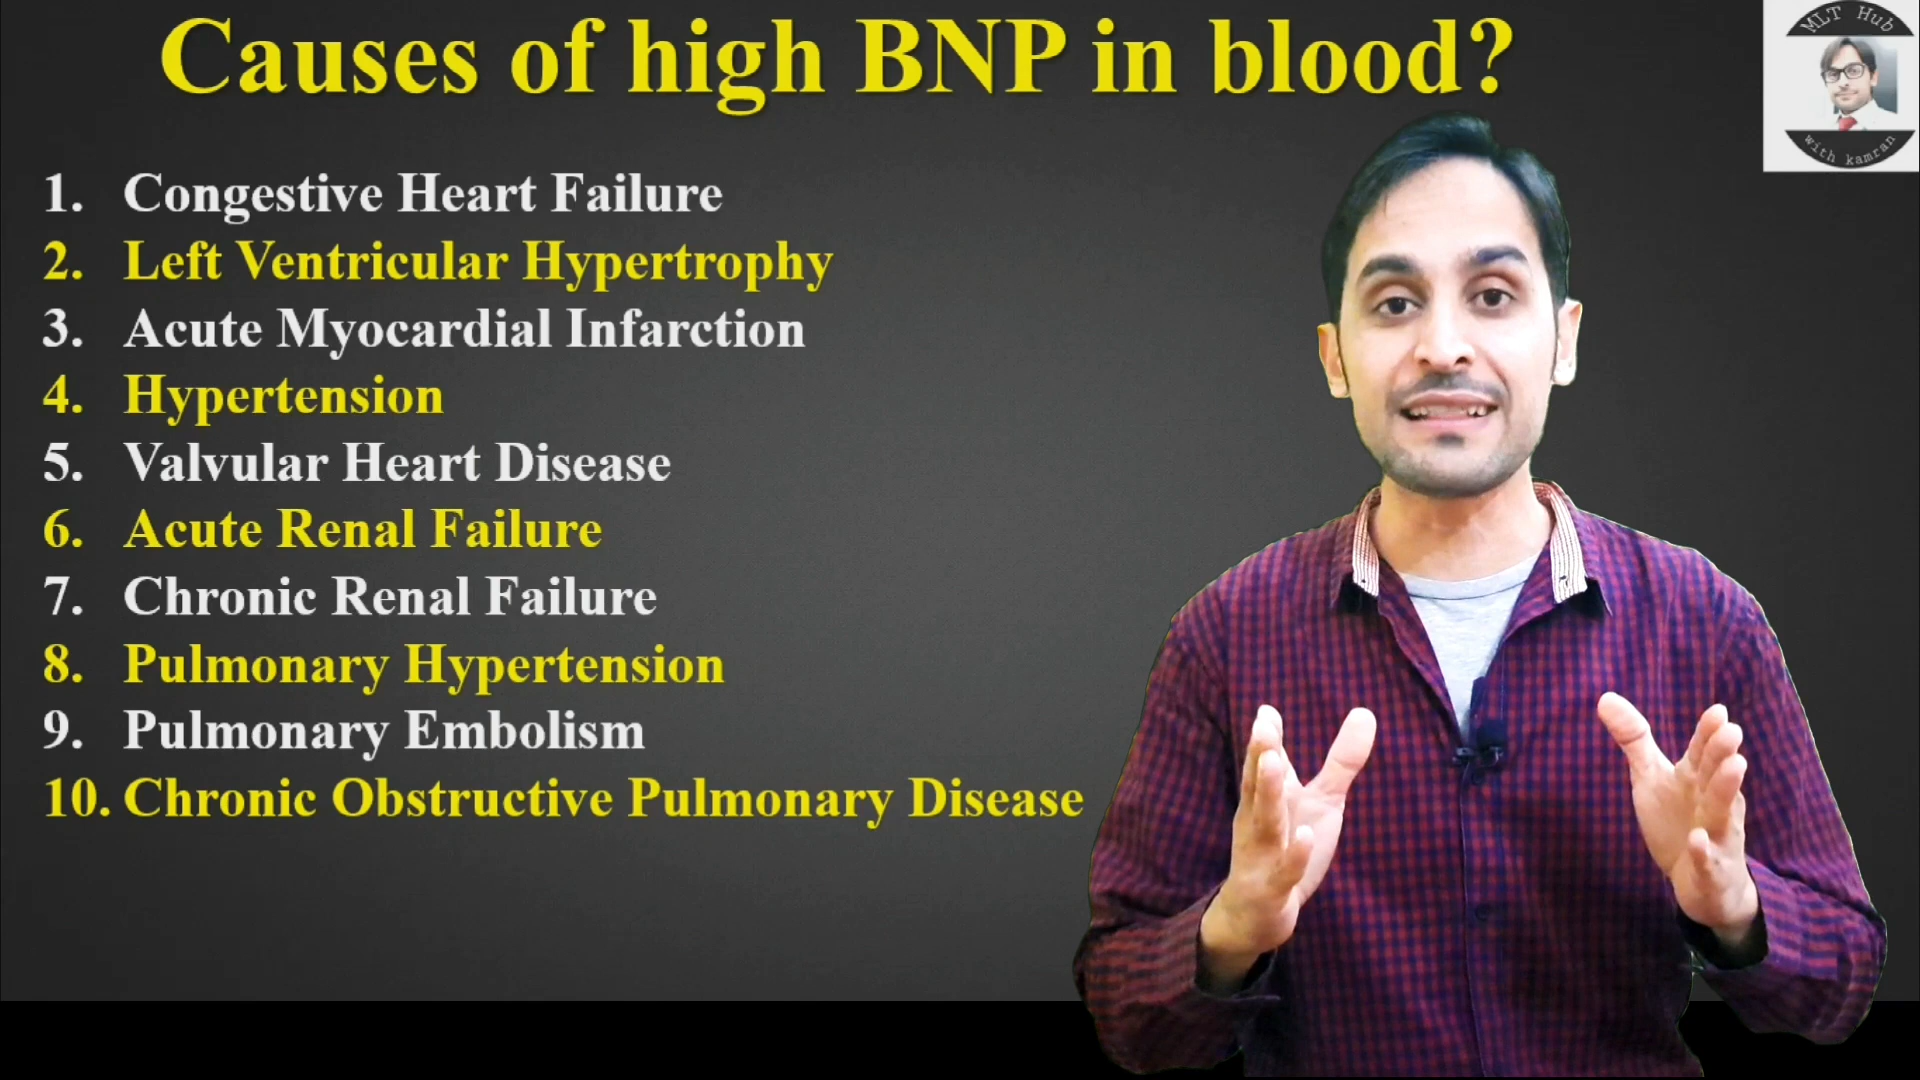 Causes of high BNP in blood?
MLT Hub
with kamran
1. Congestive Heart Failure
2. Left Ventricular Hypertrophy
3. Acute Myocardial Infarction
4. Hypertension
5. Valvular Heart Disease
6. Acute Renal Failure
7. Chronic Renal Failure
8. Pulmonary Hypertension
9. Pulmonary Embolism
10. Chronic Obstructive Pulmonary Disease